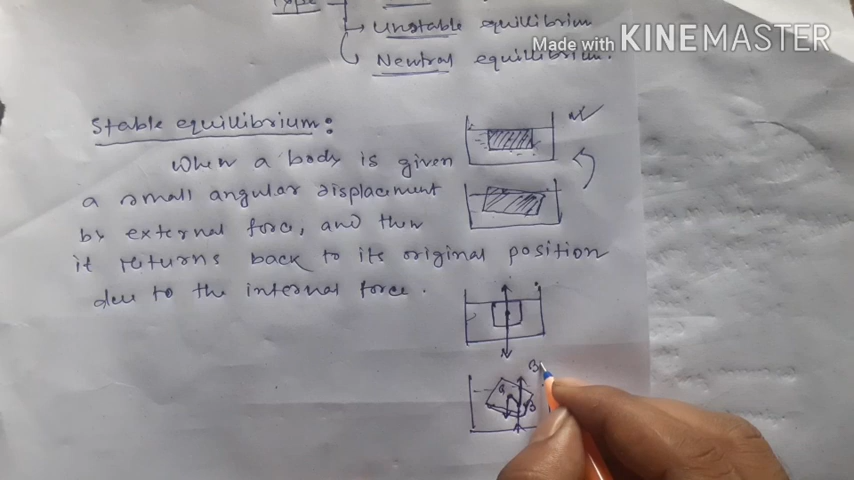 Type
→ Unstable equilibrium
Made with KINEMASTER
→ Neutral equilibrium.
Stable equilibrium:
When a body is given
a small angular displacement
by external force, and then
it returns back to its original position
due to the internal force.
G
B